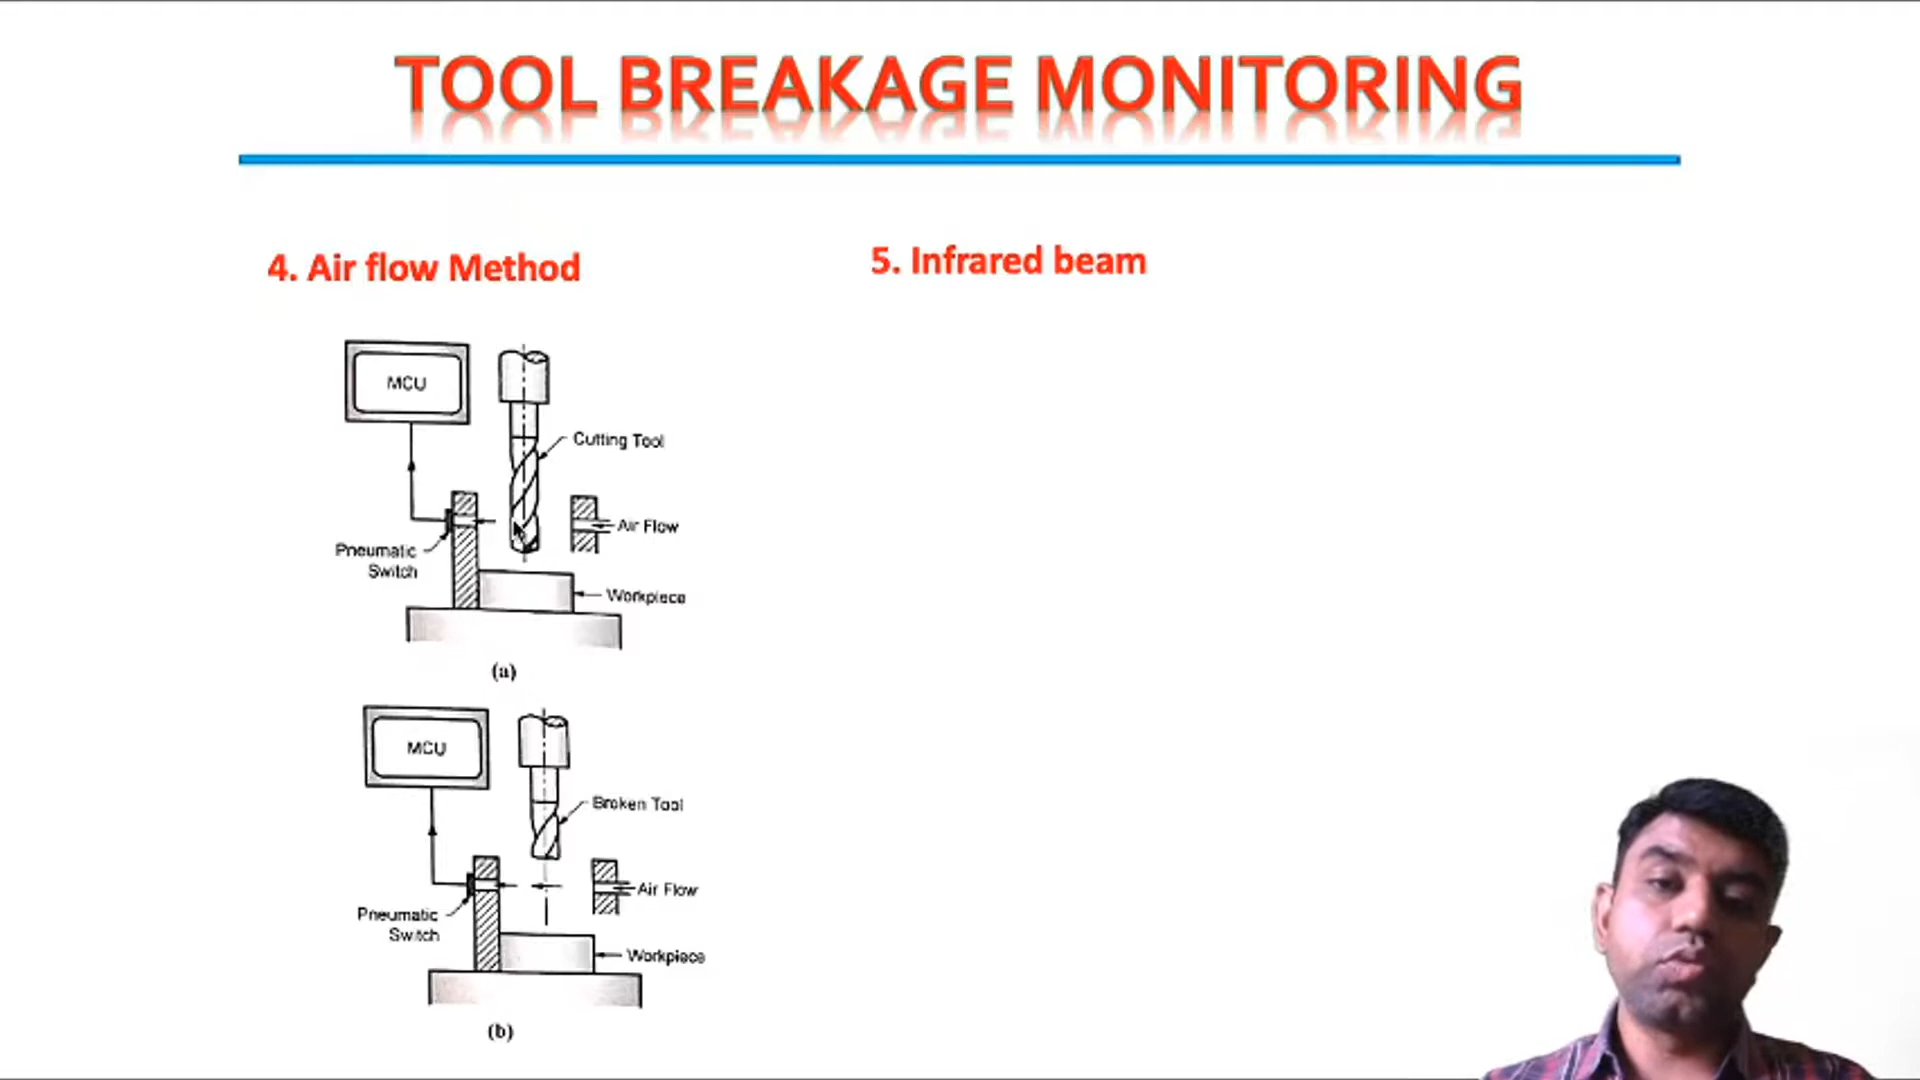 TOOL BREAKAGE MONITORING
4. Air flow Method
5. Infrared beam
MCU
Cutting Tool
Air Flow
Pneumatic
Switch
Workpiece
(a)
MCU
Broken Tool
Air Flow
Pneumatic
Switch
Workpiece
(b)